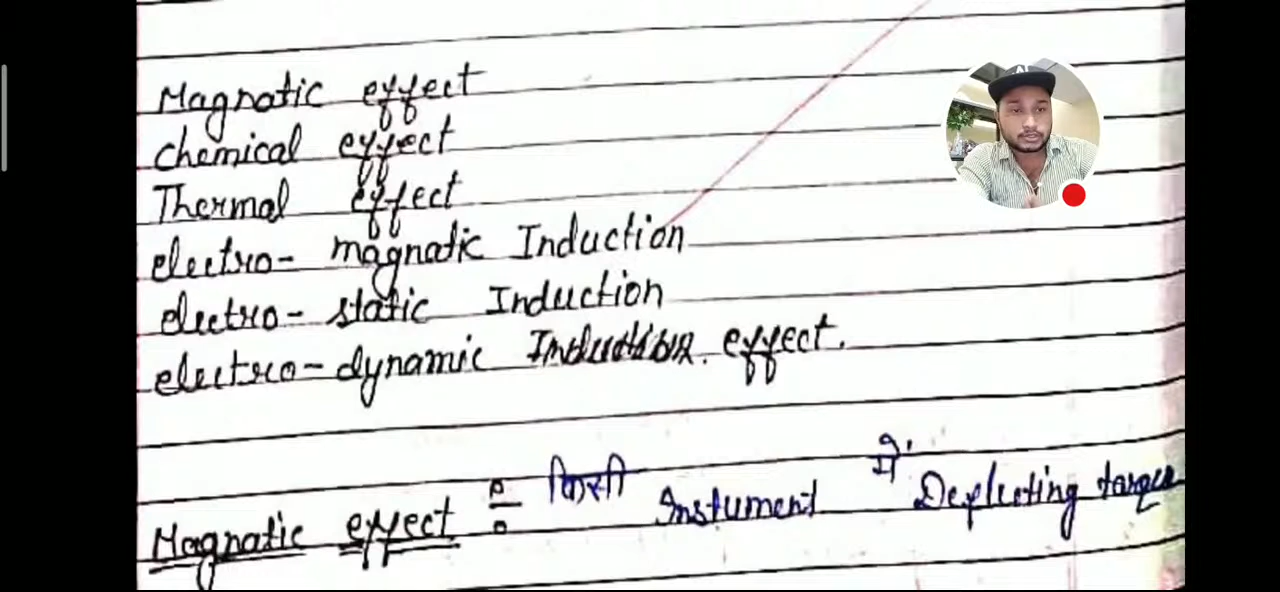 Magnatic effect
chemical effect
Thermal effect
electro- magnatic Induction
electro- static Induction
electro-dynamic effect.
Magnatic effect :- किसी Instument में Deflecting torque